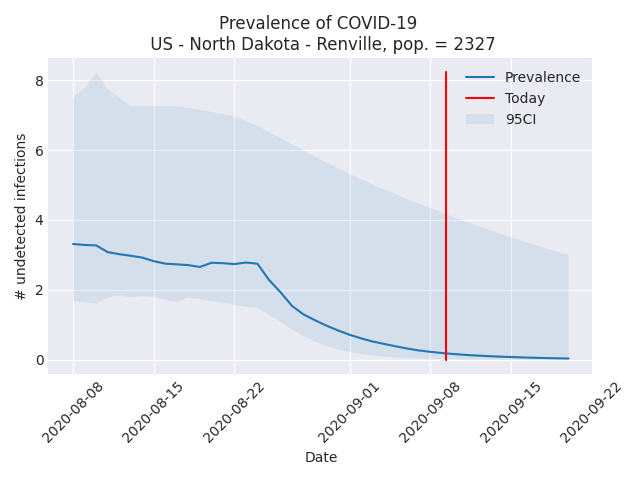 Prevalence of COVID-19
US - North Dakota - Renville, pop. = 2327
# undetected infections
8
6
4
2
0
Prevalence
Today
95CI
2020-08-08
2020-08-15
2020-08-22
2020-09-01
2020-09-08
2020-09-15
2020-09-22
Date